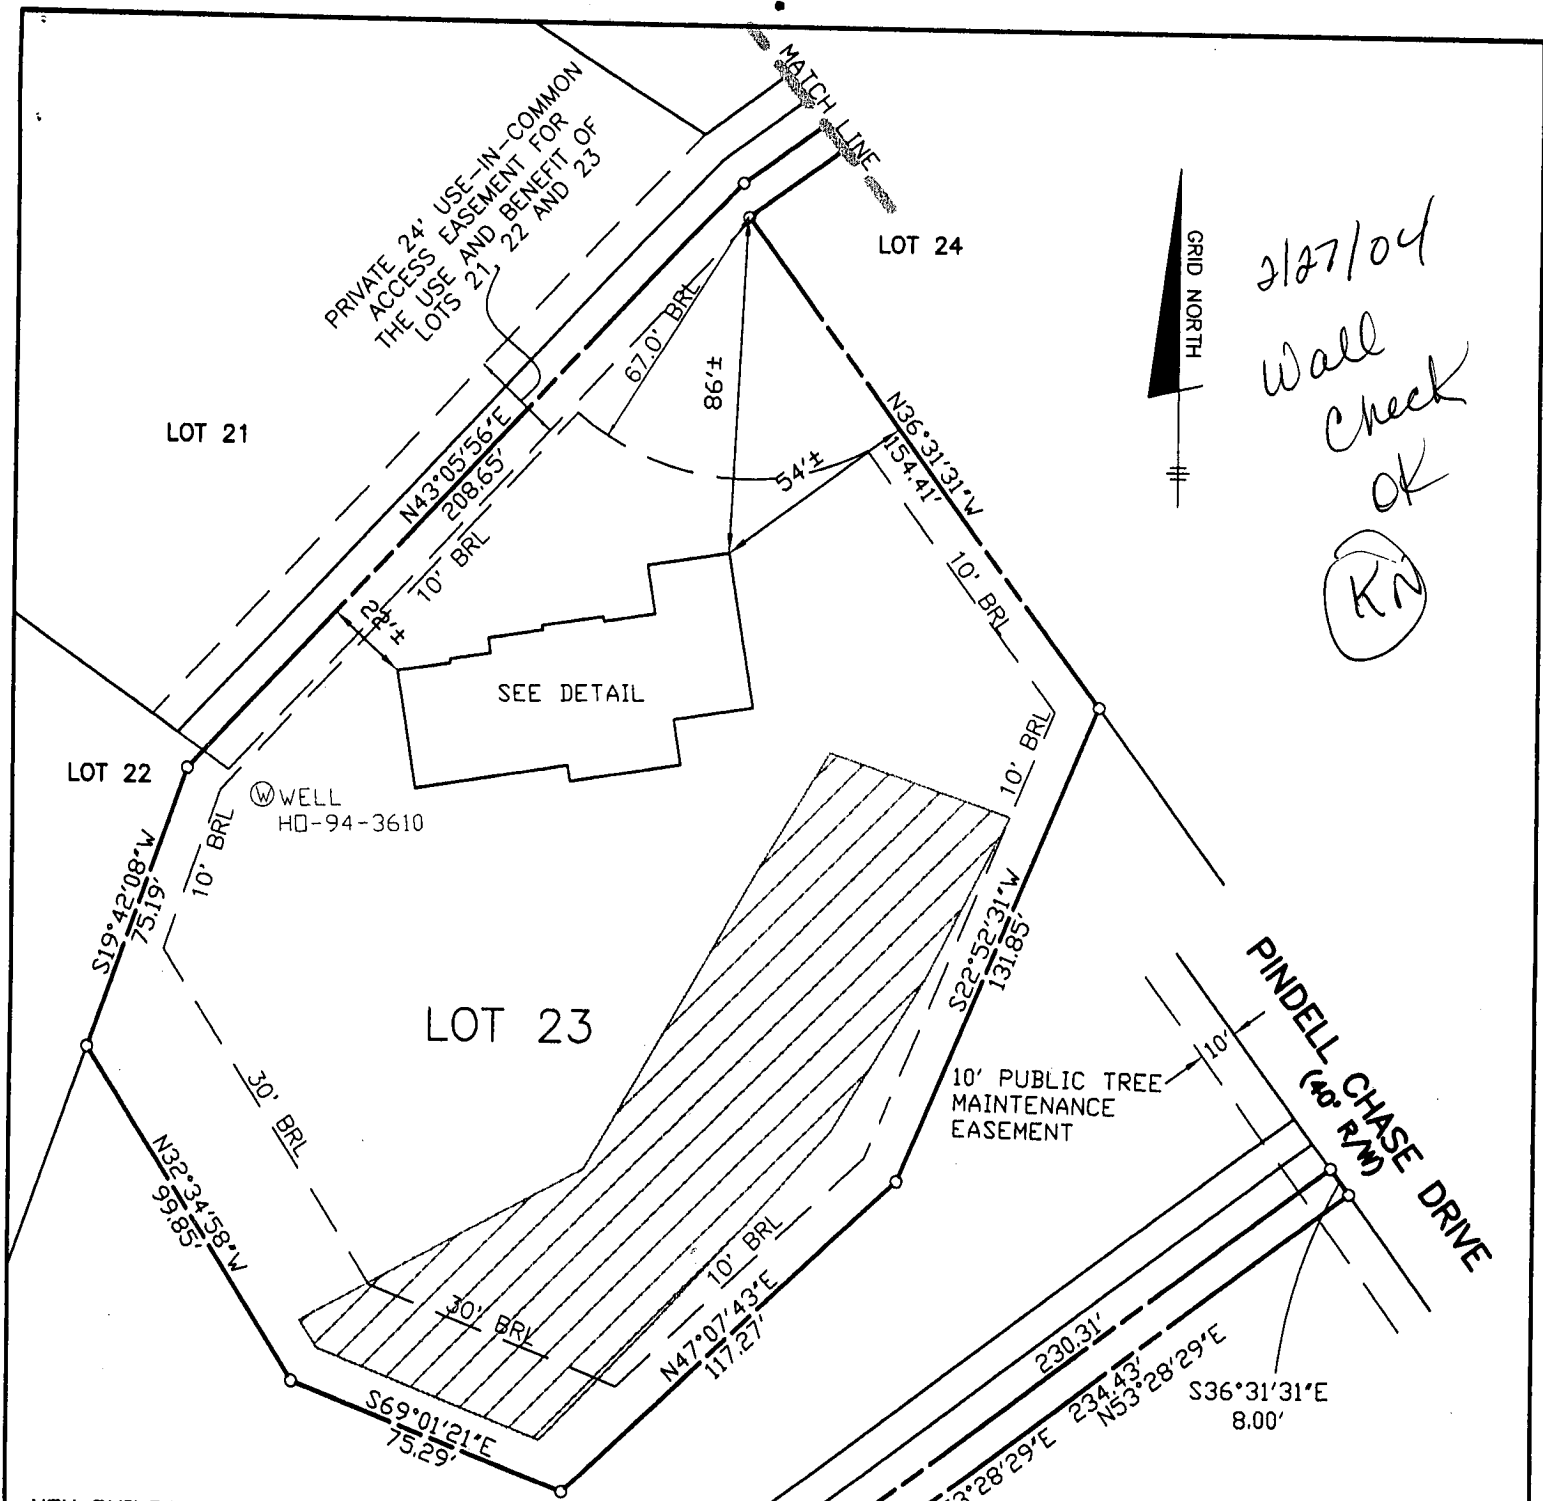 MATCH LINE
PRIVATE 24' USE-IN-COMMON
ACCESS EASEMENT FOR
THE USE AND BENEFIT OF
LOTS 21, 22 AND 23
LOT 24
GRID NORTH
2/27/04
Wall
Check
OK
KN
67.0' BRL
86'±
LOT 21
N43°05'56"E
208.65'
10' BRL
N36°31'31"W
154.41'
54'±
10' BRL
22'±
SEE DETAIL
LOT 22
W WELL
HO-94-3610
10' BRL
10' BRL
S19°42'08"W
75.19'
S22°52'31"W
131.85'
LOT 23
PINDELL CHASE DRIVE
(40' R/W)
10'
10' PUBLIC TREE
MAINTENANCE
EASEMENT
30' BRL
N32°34'58"W
99.85'
10' BRL
30' BRL
N47°07'43"E
117.27'
S69°01'21"E
75.29'
230.31'
234.43'
N53°28'29"E
S36°31'31"E
8.00'
3°28'29"E